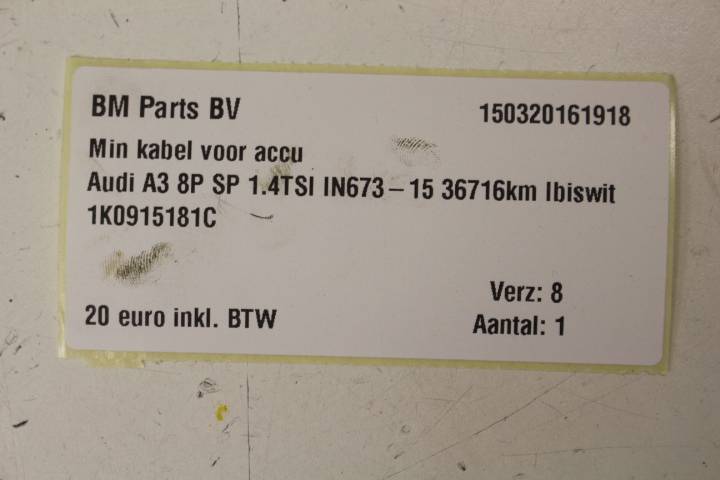 BM Parts BV 150320161918
Min kabel voor accu
Audi A3 8P SP 1.4TSI IN673-15 36716km Ibiswit
1K0915181C
Verz: 8
20 euro inkl. BTW Aantal: 1